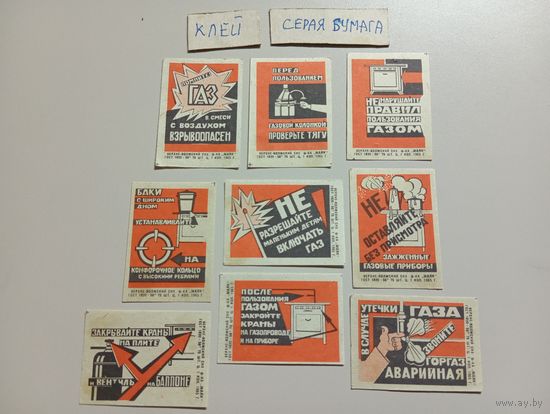 КЛЕЙ
СЕРАЯ БУМАГА
ПОМНИТЕ
ГАЗ
В СМЕСИ
С ВОЗДУХОМ
ВЗРЫВООПАСЕН
ПЕРЕД
ПОЛЬЗОВАНИЕМ
ГАЗОВОЙ КОЛОНКОЙ
ПРОВЕРЬТЕ ТЯГУ
НЕ НАРУШАЙТЕ
ПРАВИЛ
ПОЛЬЗОВАНИЯ
ГАЗОМ
БАКИ
С ШИРОКИМ
ДНОМ
УСТАНАВЛИВАЙТЕ
НА
КОНФОРОЧНОЕ КОЛЬЦО
С ВЫСОКИМИ РЕБРАМИ
НЕ
РАЗРЕШАЙТЕ
МАЛЕНЬКИМ ДЕТЯМ
ВКЛЮЧАТЬ
ГАЗ
НЕ
ОСТАВЛЯЙТЕ
БЕЗ ПРИСМОТРА
ЗАЖЖЕННЫЕ
ГАЗОВЫЕ ПРИБОРЫ
ЗАКРЫВАЙТЕ КРАНЫ
НА ПЛИТЕ
И ВЕНТИЛЬ НА БАЛЛОНЕ
ПОСЛЕ
ПОЛЬЗОВАНИЯ
ГАЗОМ
ЗАКРОЙТЕ
КРАНЫ
НА ГАЗОПРОВОДЕ
И НА ПРИБОРЕ
В СЛУЧАЕ
УТЕЧКИ ГАЗА
ЗВОНИТЕ
ГОРГАЗ
АВАРИЙНАЯ
www.ay.by